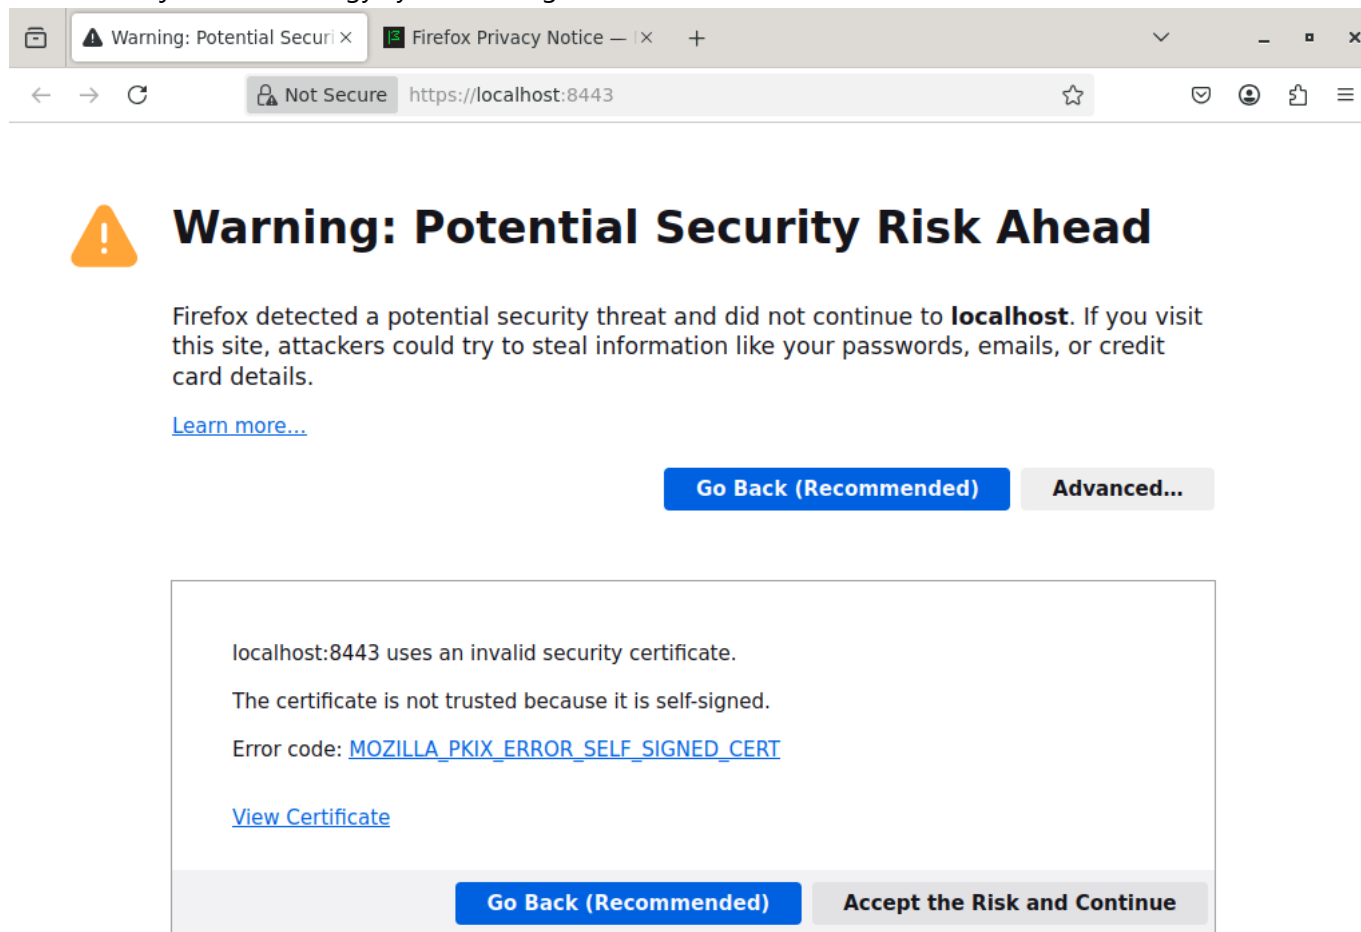 Warning: Potential Securi
Firefox Privacy Notice —
Not Secure https://localhost:8443
Warning: Potential Security Risk Ahead
Firefox detected a potential security threat and did not continue to localhost. If you visit
this site, attackers could try to steal information like your passwords, emails, or credit
card details.
Learn more…
Go Back (Recommended) Advanced…
localhost:8443 uses an invalid security certificate.
The certificate is not trusted because it is self-signed.
Error code: MOZILLA_PKIX_ERROR_SELF_SIGNED_CERT
View Certificate
Go Back (Recommended) Accept the Risk and Continue